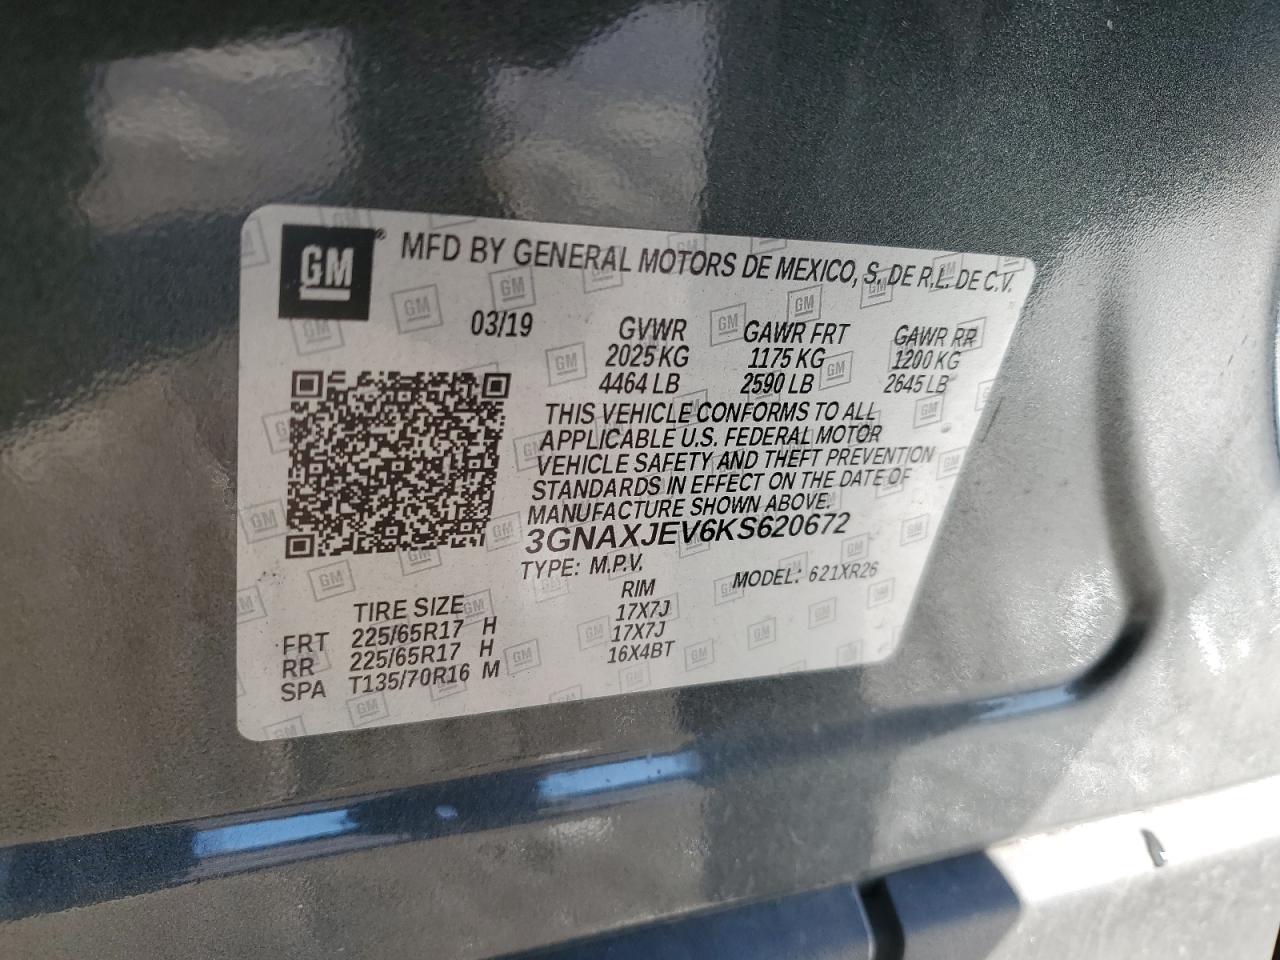 GM® MFD BY GENERAL MOTORS DE MEXICO, S. DE R.L. DE C.V.
03/19 GVWR GAWR FRT GAWR RR
2025 KG 1175 KG 1200 KG
4464 LB 2590 LB 2645 LB
THIS VEHICLE CONFORMS TO ALL
APPLICABLE U.S. FEDERAL MOTOR
VEHICLE SAFETY AND THEFT PREVENTION
STANDARDS IN EFFECT ON THE DATE OF
MANUFACTURE SHOWN ABOVE.
3GNAXJEV6KS620672
TYPE: M.P.V. MODEL: 621XR26
TIRE SIZE RIM
FRT 225/65R17 H 17X7J
RR 225/65R17 H 17X7J
SPA T135/70R16 M 16X4BT